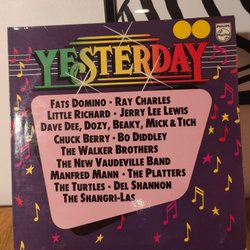 YESTERDAY
FATS DOMINO · RAY CHARLES
LITTLE RICHARD · JERRY LEE LEWIS
DAVE DEE, DOZY, BEAKY, MICK & TICH
CHUCK BERRY · BO DIDDLEY
THE WALKER BROTHERS
THE NEW VAUDEVILLE BAND
MANFRED MANN · THE PLATTERS
THE TURTLES · DEL SHANNON
THE SHANGRI-LAS